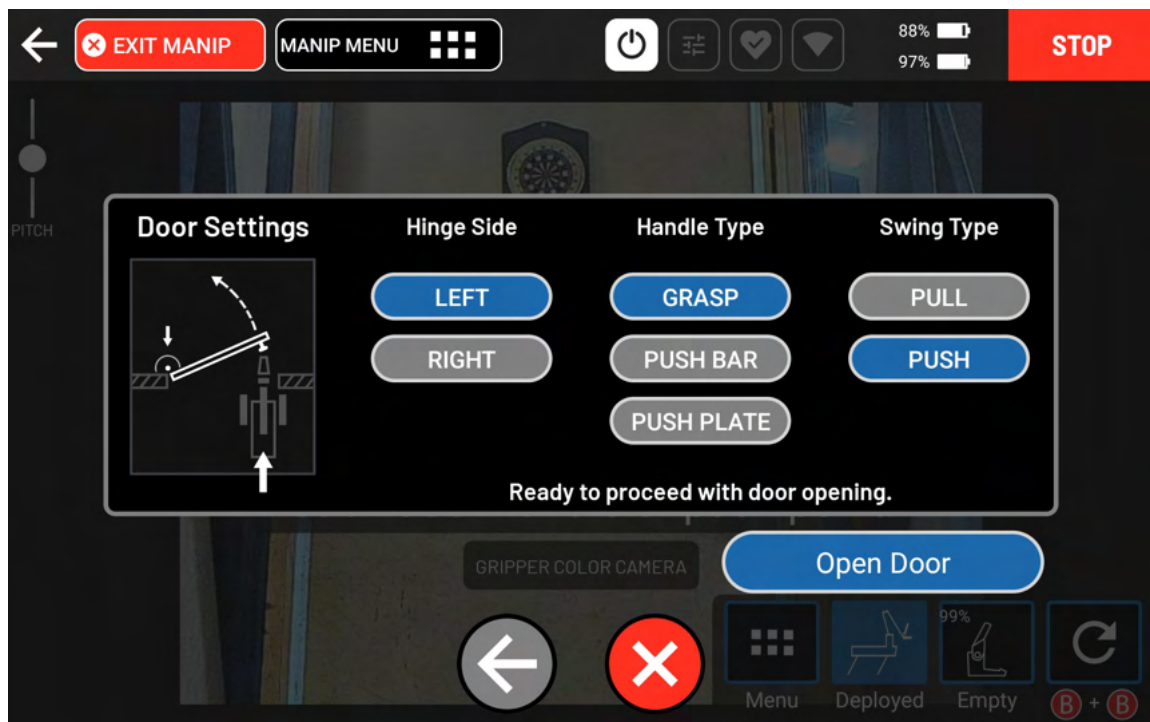 EXIT MANIP
MANIP MENU
88%
97%
STOP
PITCH
Door Settings
Hinge Side
Handle Type
Swing Type
LEFT
GRASP
PULL
RIGHT
PUSH BAR
PUSH
PUSH PLATE
Ready to proceed with door opening.
GRIPPER COLOR CAMERA
Open Door
99%
Menu
Deployed
Empty
B + B